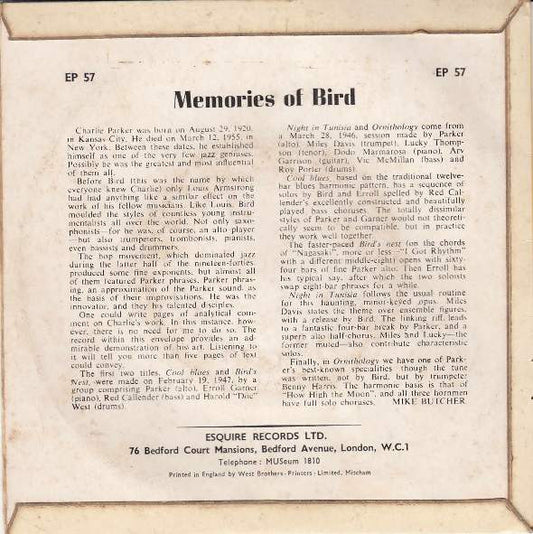 EP 57
EP 57
Memories of Bird
Charlie Parker was born on August 29, 1920,
in Kansas City. He died on March 12, 1955, in
New York. Between these dates, he established
himself as one of the very few jazz geniuses.
Possibly he was the greatest and most influential
of them all.
Before Bird (this was the name by which
everyone knew Charlie) only Louis Armstrong
had had anything like a similar effect on the
work of his fellow musicians. Like Louis, Bird
moulded the styles of countless young instru-
mentalists all over the world. Not only saxo-
phonists—for he was, of course, an alto player
—but also trumpeters, trombonists, pianists,
even bassists and drummers.
The bop movement, which dominated jazz
during the latter half of the nineteen-forties,
produced some fine exponents, but almost all
of them featured Parker phrases, Parker phras-
ing, an approximation of the Parker sound, as
the basis of their improvisations. He was the
innovator, and they his talented disciples.
One could write pages of analytical com-
ment on Charlie's work. In this instance, how-
ever, there is no need for me to do so. The
record within this envelope provides an ad-
mirable demonstration of his art. Listening to
it will tell you more than five pages of text
could convey.
The first two titles, Cool blues and Bird's
Nest, were made on February 19, 1947, by a
group comprising Parker (alto), Erroll Garner
(piano), Red Callender (bass) and Harold "Doc"
West (drums).
Night in Tunisia and Ornithology come from
a March 28, 1946, session made by Parker
(alto), Miles Davis (trumpet), Lucky Thomp-
son (tenor), Dodo Marmarosa (piano), Arv
Garrison (guitar), Vic McMillan (bass) and
Roy Porter (drums).
Cool blues, based on the traditional twelve-
bar blues harmonic pattern, has a sequence of
solos by Bird and Erroll spelled by Red Cal-
lender's excellently constructed and beautifully
played bass choruses. The totally dissimilar
styles of Parker and Garner would not theoreti-
cally seem to be compatible, but in practice
they work well together.
The faster-paced Bird's nest (on the chords
of "Nagasaki", more or less—"I Got Rhythm"
with a different middle-eight) opens with sixty-
four bars of fine Parker alto. Then Erroll has
his typical say, after which the two soloists
swap eight-bar phrases for a while.
Night in Tunisia follows the usual routine
for this haunting, minor-keyed opus. Miles
Davis states the theme over ensemble figures,
with a release by Bird. The linking riff leads
to a fantastic four-bar break by Parker, and a
superb alto half-chorus. Miles and Lucky—the
former muted—also contribute characteristic
solos.
Finally, in Ornithology we have one of Park-
er's best-known specialities though the tune
was written, not by Bird, but by trumpeter
Benny Harris. The harmonic basis is that of
"How High the Moon", and all three hornmen
have full solo choruses. MIKE BUTCHER
ESQUIRE RECORDS LTD.
76 Bedford Court Mansions, Bedford Avenue, London, W.C.1
Telephone : MUSeum 1810
Printed in England by West Brothers · Printers · Limited, Mitcham